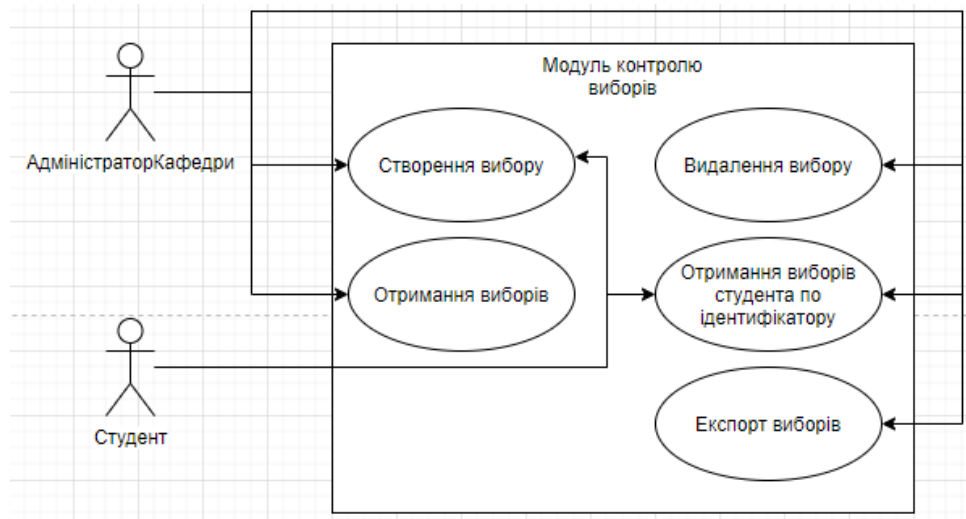 Модуль контролю
виборів
АдміністраторКафедри
Створення вибору
Видалення вибору
Отримання виборів
Отримання виборів
студента по
ідентифікатору
Студент
Експорт виборів